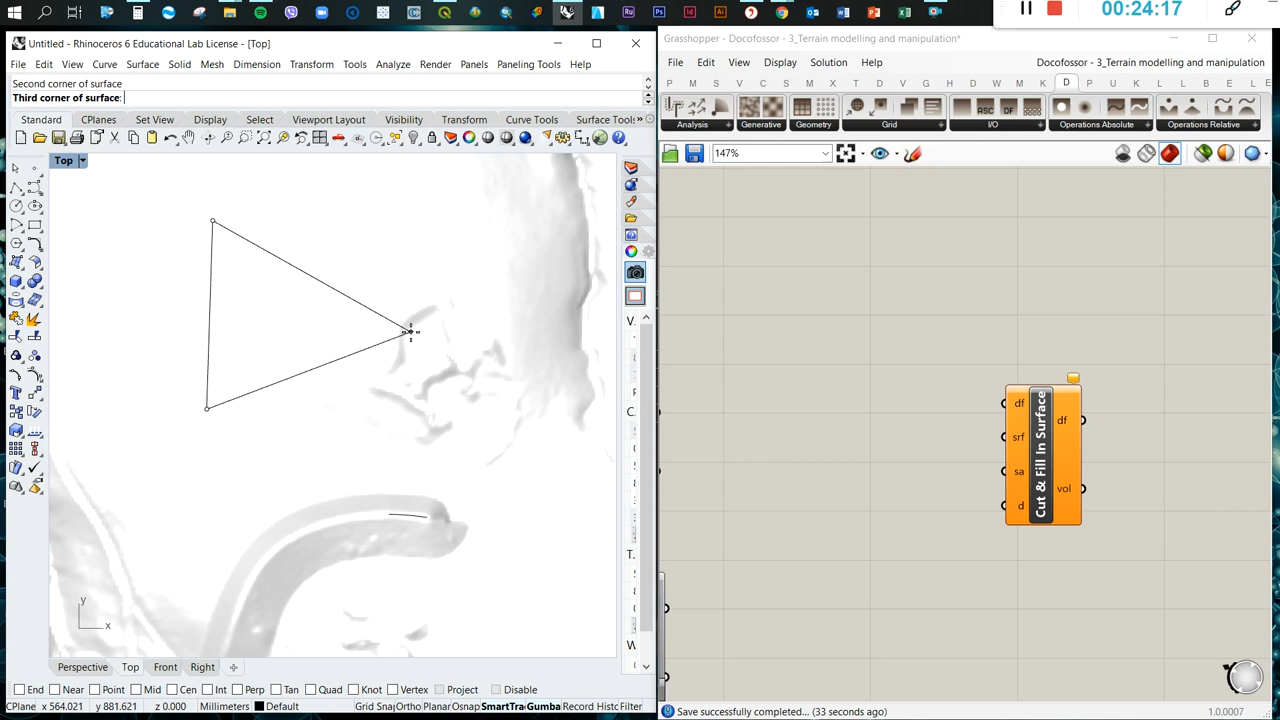 00:24:17
Untitled - Rhinoceros 6 Educational Lab License - [Top]
File Edit View Curve Surface Solid Mesh Dimension Transform Tools Analyze Render Panels Paneling Tools Help
Second corner of surface
Third corner of surface:
Standard CPlan Set View Display Select Viewport Layout Visibility Transform Curve Tools Surface Tools
Top
V.
C.
T.
W
y
x
Perspective Top Front Right
End Near Point Mid Cen Int Perp Tan Quad Knot Vertex Project Disable
CPlane x 564.021 y 881.621 z 0.000 Millimeters Default Grid Snap Ortho Planar Osnap SmartTra Gumba Record Histo Filter
Grasshopper - Docofossor - 3_Terrain modelling and manipulation*
File Edit View Display Solution Help Docofossor - 3_Terrain modelling and manipulation
P M S V C S M I T D A K W M K L D B P U L E
Analysis Generative Geometry Grid I/O Operations Absolute Operations Relative
ASC DF
147%
df
srf
sa
d
Cut & Fill In Surface
df
vol
Save successfully completed... (33 seconds ago)
1.0.0007